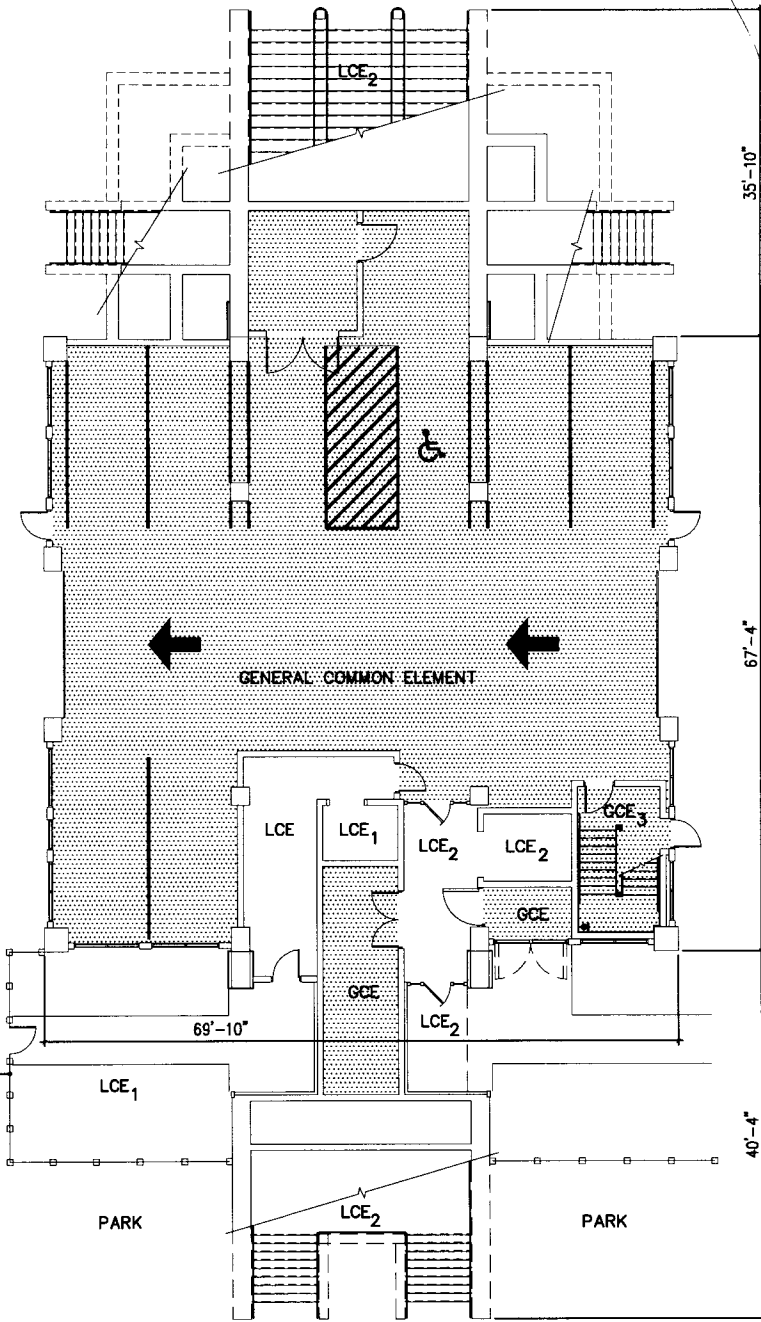 LCE2
35'-10"
67'-4"
GENERAL COMMON ELEMENT
GCE3
LCE
LCE1
LCE2
LCE2
GCE
GCE
LCE2
69'-10"
LCE1
40'-4"
LCE2
PARK
PARK